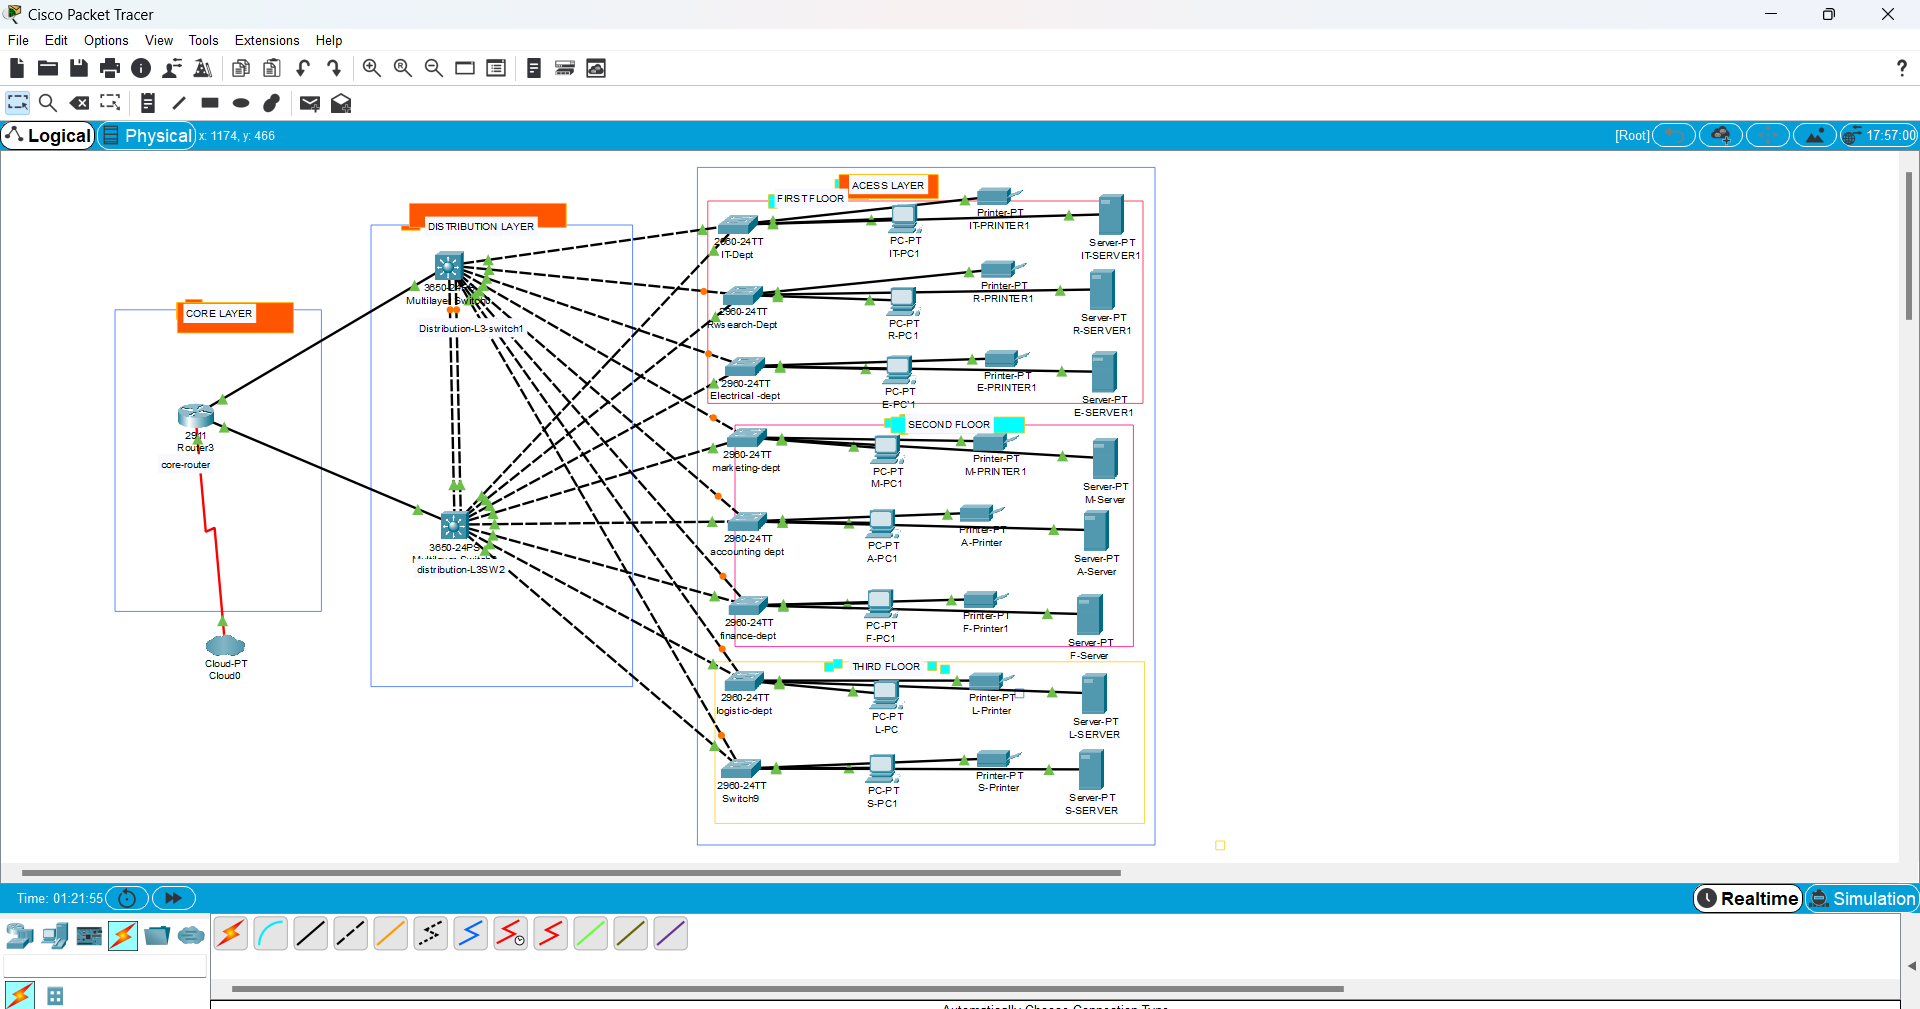 Cisco Packet Tracer
File Edit Options View Tools Extensions Help
?
Logical Physical x: 1174, y: 466 [Root] 17:57:00
ACESS LAYER
FIRST FLOOR
DISTRIBUTION LAYER
CORE LAYER
2960-24TT
IT-Dept
PC-PT
IT-PC1
Printer-PT
IT-PRINTER1
Server-PT
IT-SERVER1
Multilayer Switch0
Distribution-L3-switch1
2960-24TT
Rwsearch-Dept
PC-PT
R-PC1
Printer-PT
R-PRINTER1
Server-PT
R-SERVER1
2960-24TT
Electrical -dept
PC-PT
E-PC'1
Printer-PT
E-PRINTER1
Server-PT
E-SERVER1
2911
Router3
core-router
SECOND FLOOR
2960-24TT
marketing-dept
PC-PT
M-PC1
Printer-PT
M-PRINTER1
Server-PT
M-Server
3650-24PS
distribution-L3SW2
2960-24TT
accounting dept
PC-PT
A-PC1
Printer-PT
A-Printer
Server-PT
A-Server
2960-24TT
finance-dept
PC-PT
F-PC1
Printer-PT
F-Printer1
Server-PT
F-Server
Cloud-PT
Cloud0
THIRD FLOOR
2960-24TT
logistic-dept
PC-PT
L-PC
Printer-PT
L-Printer
Server-PT
L-SERVER
2960-24TT
Switch9
PC-PT
S-PC1
Printer-PT
S-Printer
Server-PT
S-SERVER
Time: 01:21:55 Realtime Simulation
Automatically Choose Connection Type